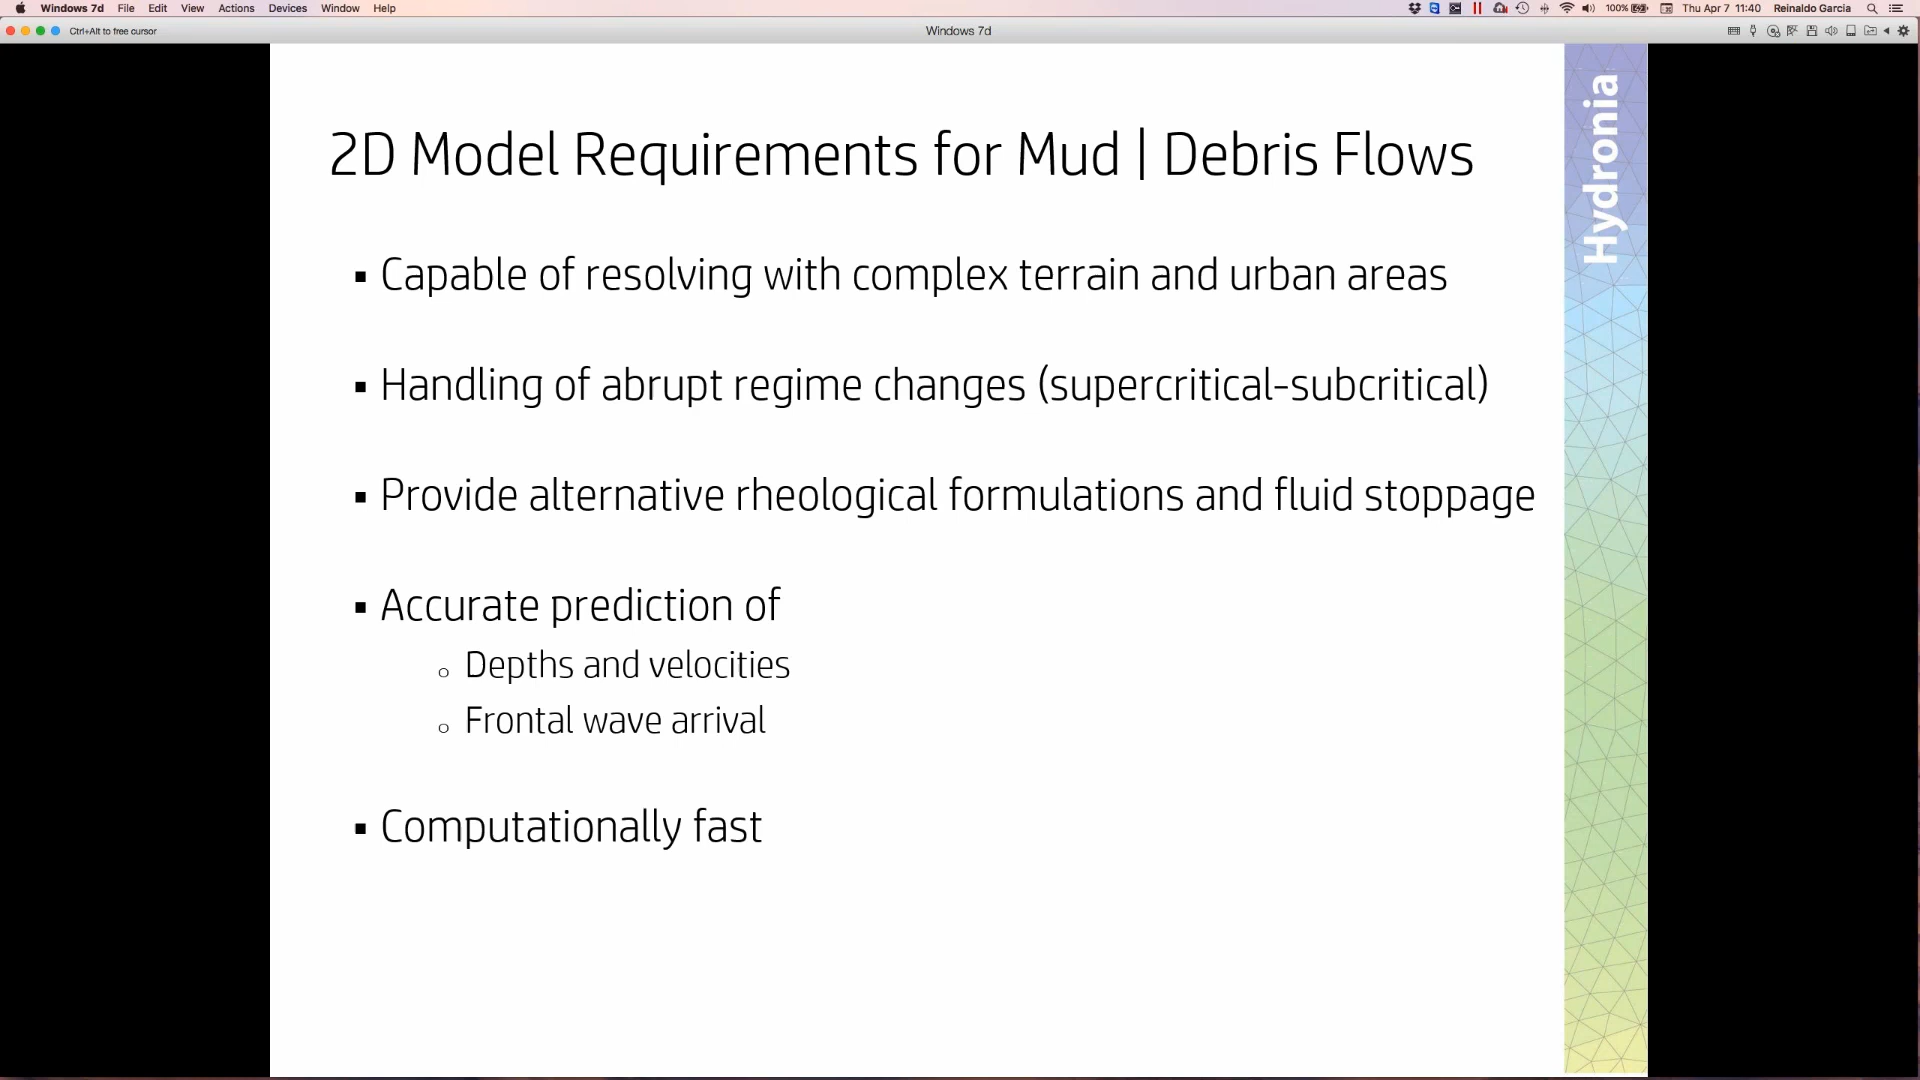 Windows 7d File Edit View Actions Devices Window Help 100% Thu Apr 7 11:40 Reinaldo Garcia
Ctrl+Alt to free cursor Windows 7d
Hydronia
2D Model Requirements for Mud | Debris Flows
▪ Capable of resolving with complex terrain and urban areas
▪ Handling of abrupt regime changes (supercritical-subcritical)
▪ Provide alternative rheological formulations and fluid stoppage
▪ Accurate prediction of
o Depths and velocities
o Frontal wave arrival
▪ Computationally fast